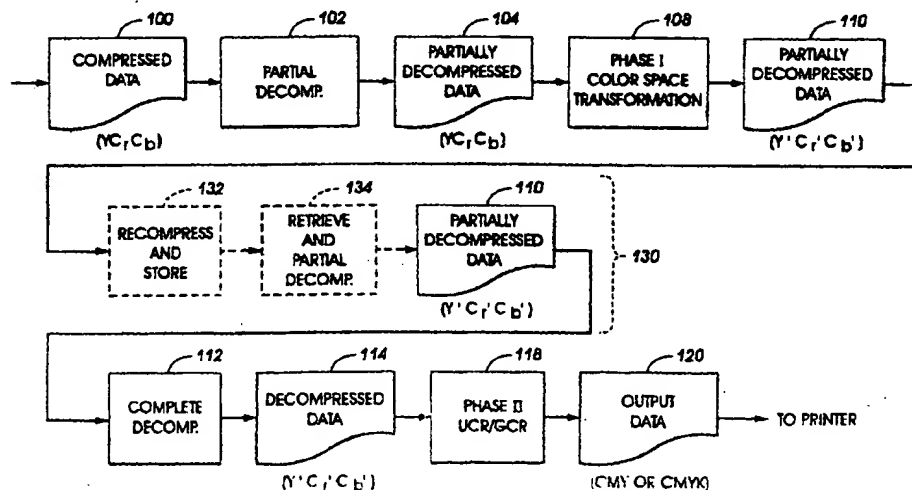 100
COMPRESSED
DATA
(YCrCb)
102
PARTIAL
DECOMP.
104
PARTIALLY
DECOMPRESSED
DATA
(YCrCb)
108
PHASE I
COLOR SPACE
TRANSFORMATION
110
PARTIALLY
DECOMPRESSED
DATA
(Y'Cr'Cb')
132
RECOMPRESS
AND
STORE
134
RETRIEVE
AND
PARTIAL
DECOMP.
110
PARTIALLY
DECOMPRESSED
DATA
(Y'Cr'Cb')
130
112
COMPLETE
DECOMP.
114
DECOMPRESSED
DATA
(Y'Cr'Cb')
118
PHASE II
UCR/GCR
120
OUTPUT
DATA
(CMY OR CMYK)
TO PRINTER